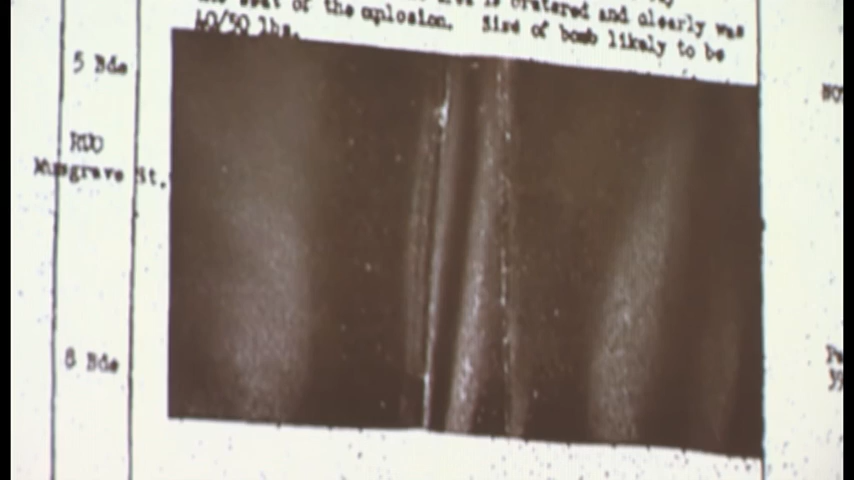 is cratered and clearly was
the seat of the explosion. Size of bomb likely to be
40/50 lbs.
5 Bde
RUC
Musgrave St.
8 Bde